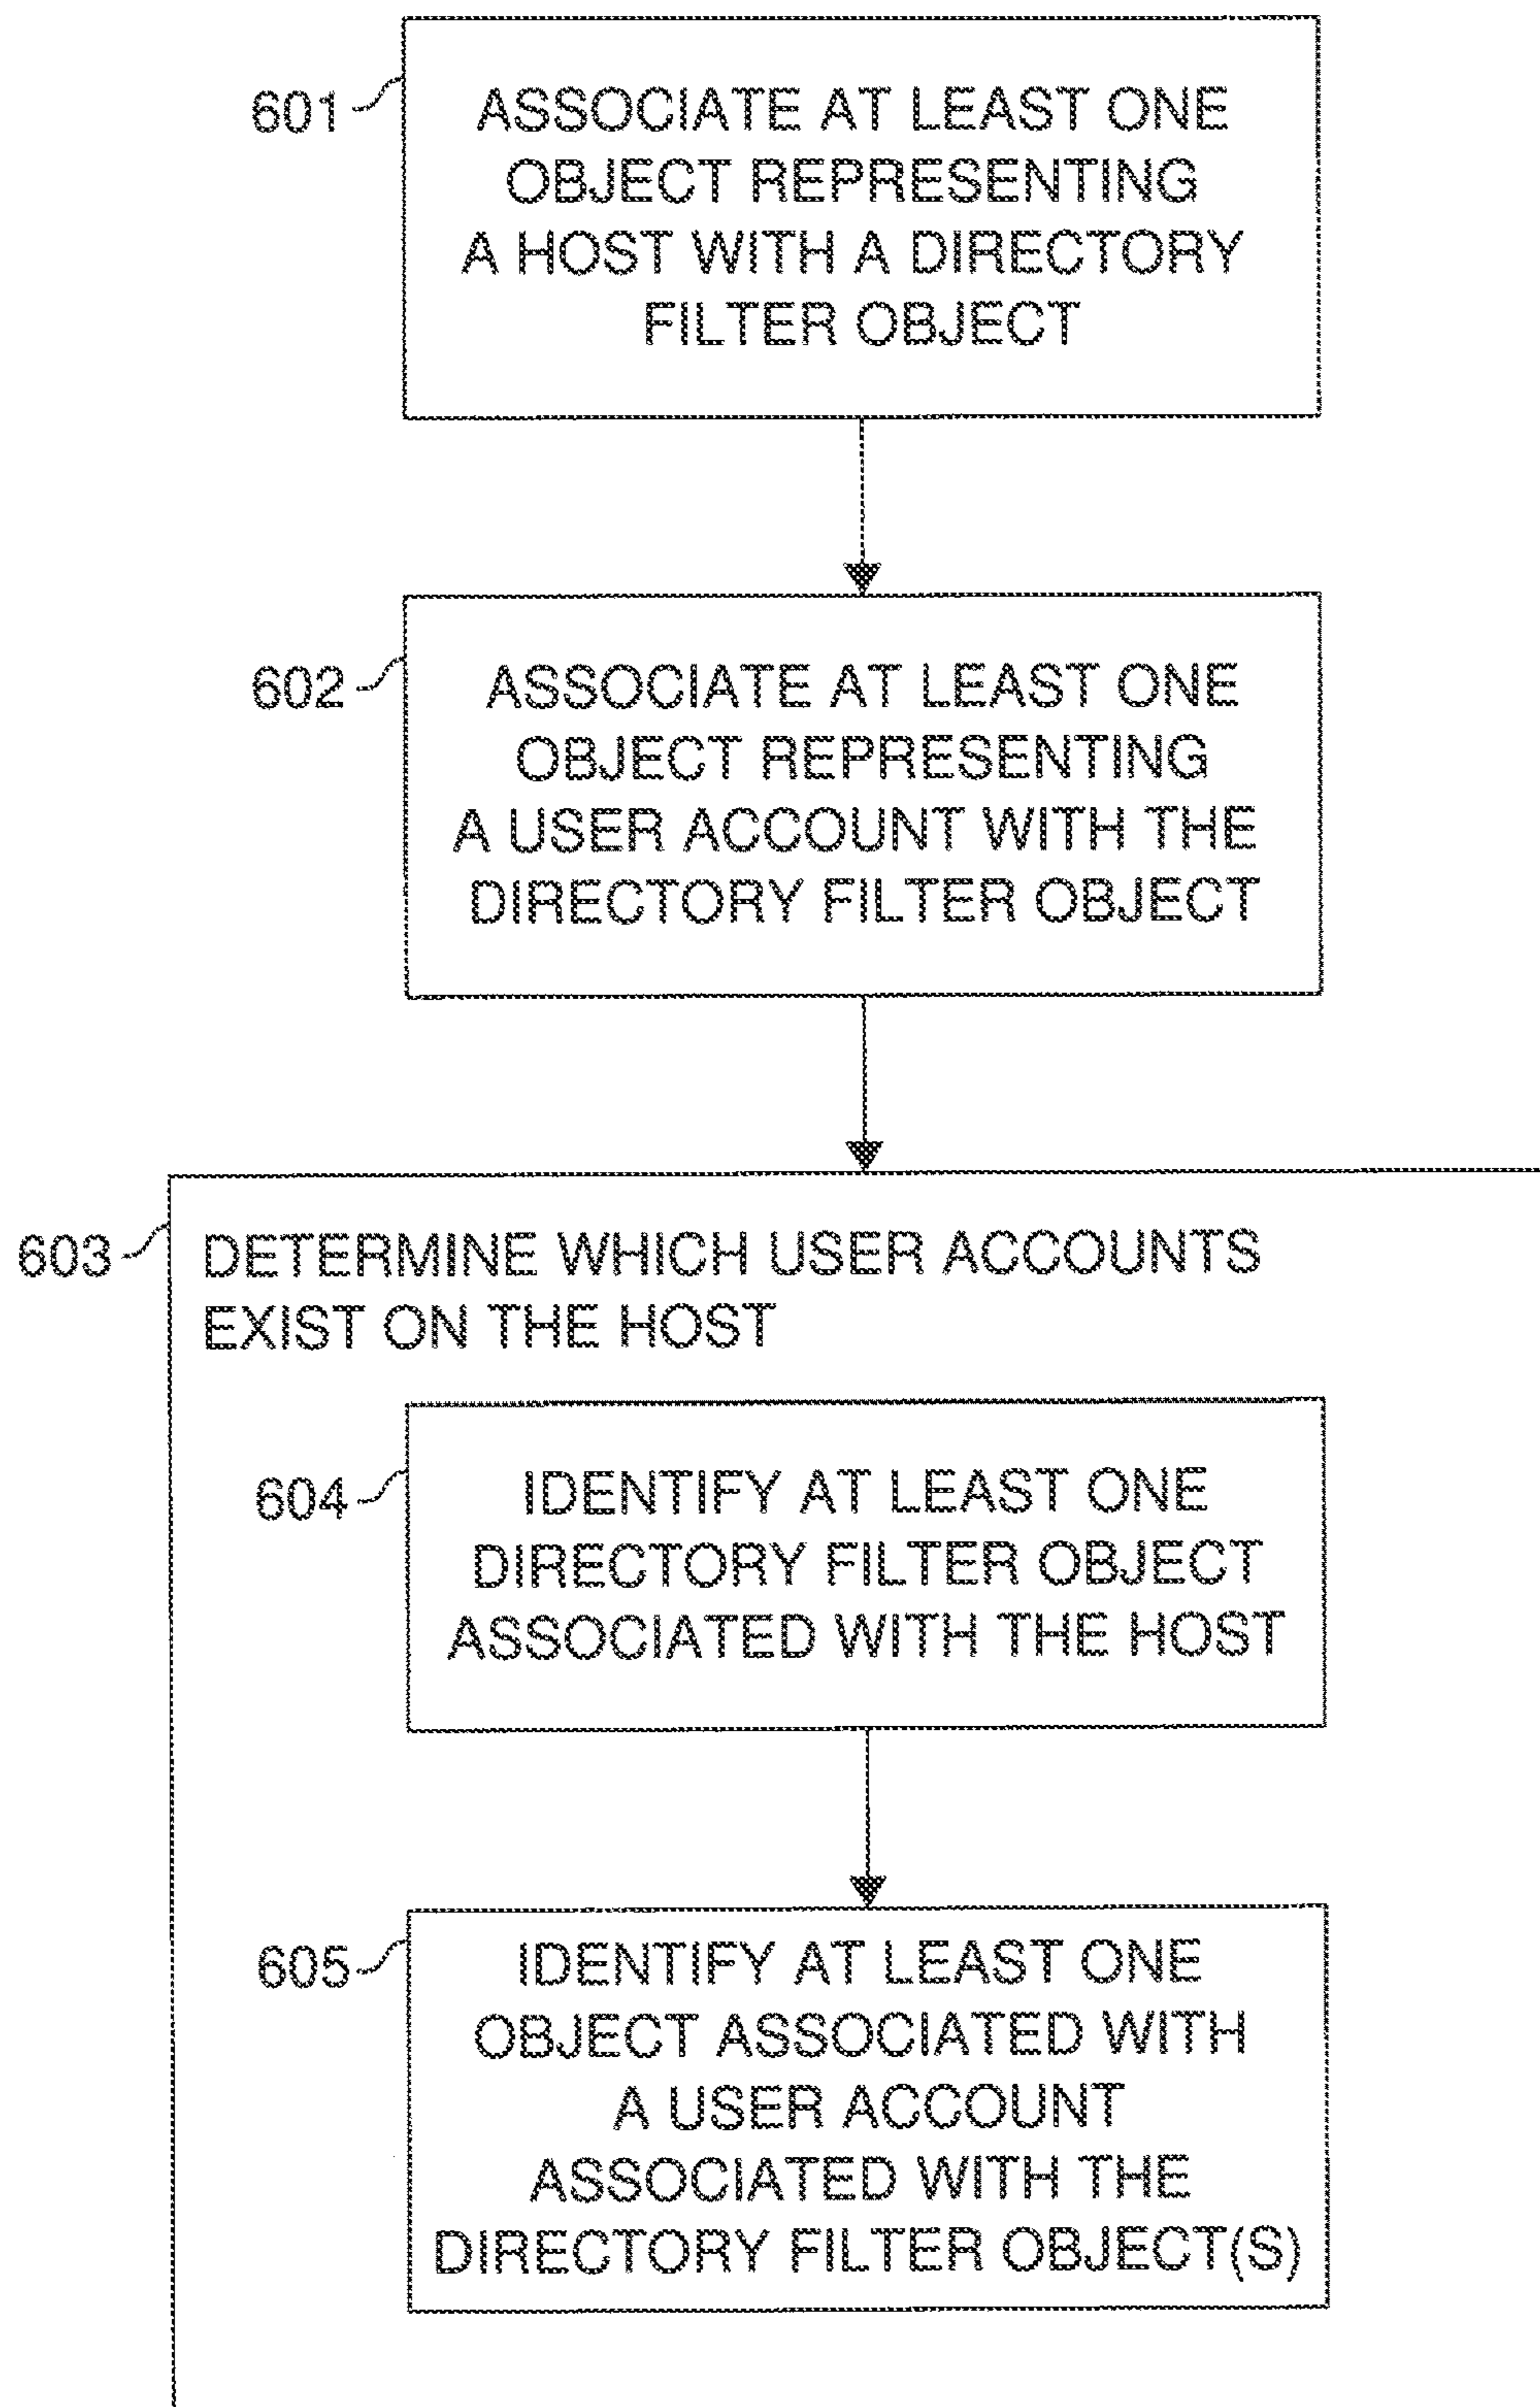 601
ASSOCIATE AT LEAST ONE
OBJECT REPRESENTING
A HOST WITH A DIRECTORY
FILTER OBJECT
602
ASSOCIATE AT LEAST ONE
OBJECT REPRESENTING
A USER ACCOUNT WITH THE
DIRECTORY FILTER OBJECT
603
DETERMINE WHICH USER ACCOUNTS
EXIST ON THE HOST
604
IDENTIFY AT LEAST ONE
DIRECTORY FILTER OBJECT
ASSOCIATED WITH THE HOST
605
IDENTIFY AT LEAST ONE
OBJECT ASSOCIATED WITH
A USER ACCOUNT
ASSOCIATED WITH THE
DIRECTORY FILTER OBJECT(S)